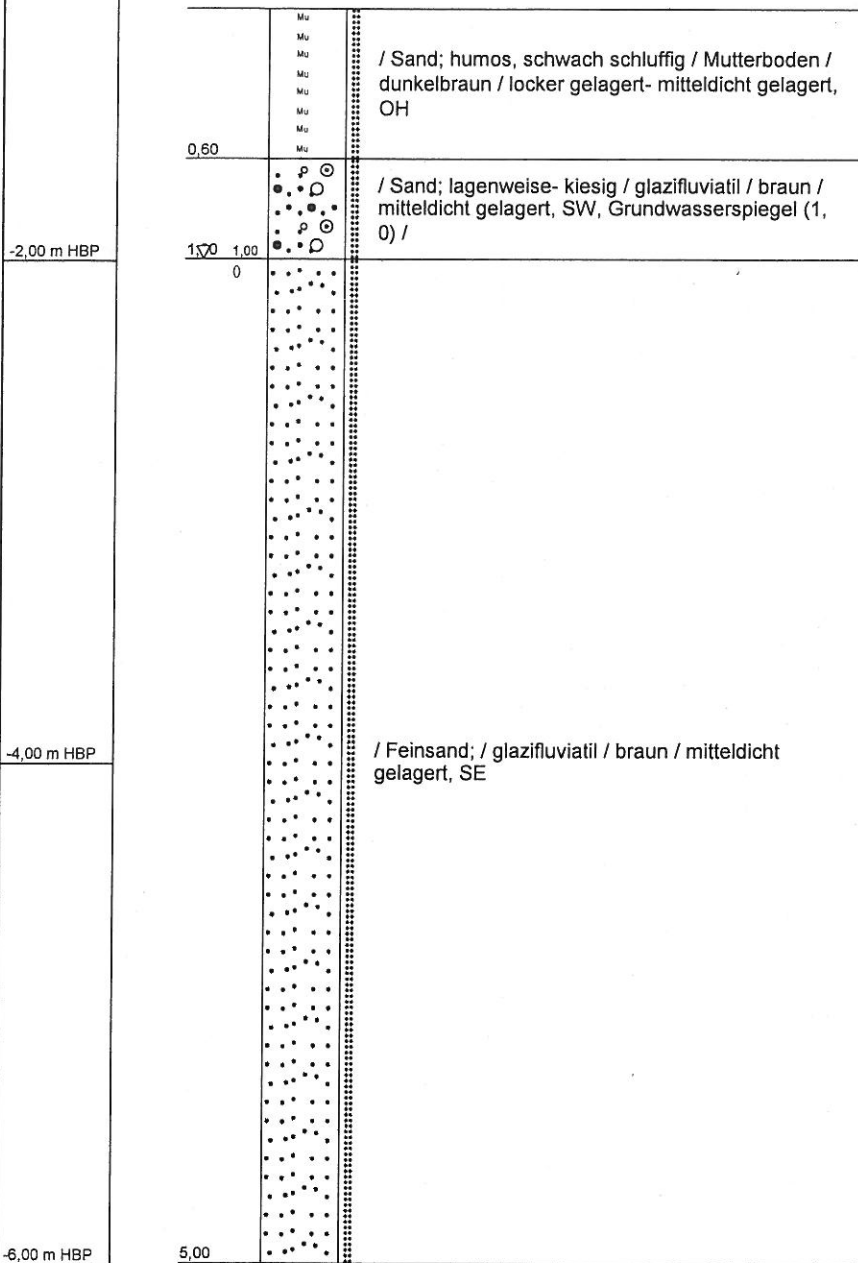 Mu
Mu
Mu
Mu
Mu
Mu
Mu
Mu
/ Sand; humos, schwach schluffig / Mutterboden /
dunkelbraun / locker gelagert- mitteldicht gelagert,
OH
0,60
/ Sand; lagenweise- kiesig / glazifluviatil / braun /
mitteldicht gelagert, SW, Grundwasserspiegel (1,
0) /
-2,00 m HBP
1,00
0
/ Feinsand; / glazifluviatil / braun / mitteldicht
gelagert, SE
-4,00 m HBP
-6,00 m HBP
5,00